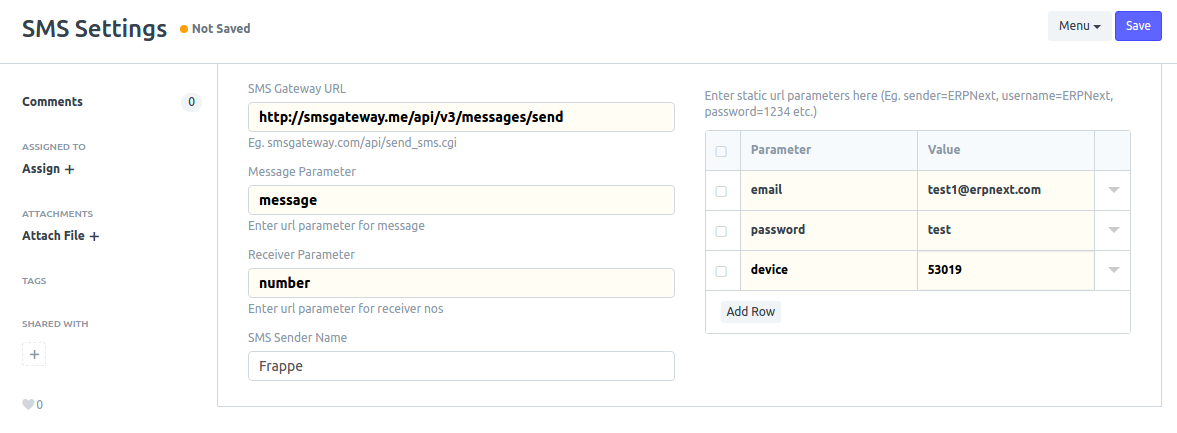 SMS Settings
Not Saved
Menu
Save
Comments
0
ASSIGNED TO
Assign +
ATTACHMENTS
Attach File +
TAGS
SHARED WITH
+
0
SMS Gateway URL
http://smsgateway.me/api/v3/messages/send
Eg. smsgateway.com/api/send_sms.cgi
Message Parameter
message
Enter url parameter for message
Receiver Parameter
number
Enter url parameter for receiver nos
SMS Sender Name
Frappe
Enter static url parameters here (Eg. sender=ERPNext, username=ERPNext,
password=1234 etc.)
Parameter Value
email test1@erpnext.com
password test
device 53019
Add Row